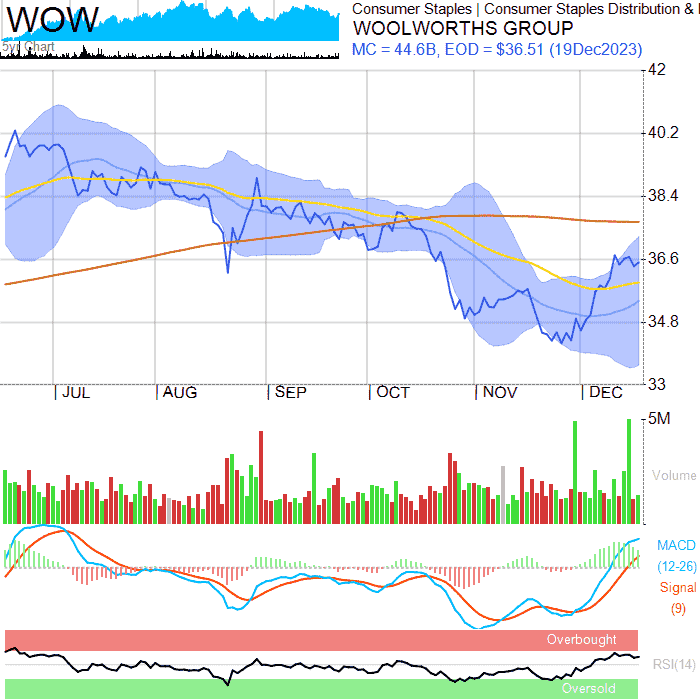 WOW
5yr Chart
Consumer Staples | Consumer Staples Distribution &
WOOLWORTHS GROUP
MC = 44.6B, EOD = $36.51 (19Dec2023)
42
40.2
38.4
36.6
34.8
33
JUL
AUG
SEP
OCT
NOV
DEC
5M
Volume
MACD
(12-26)
Signal
(9)
Overbought
RSI(14)
Oversold